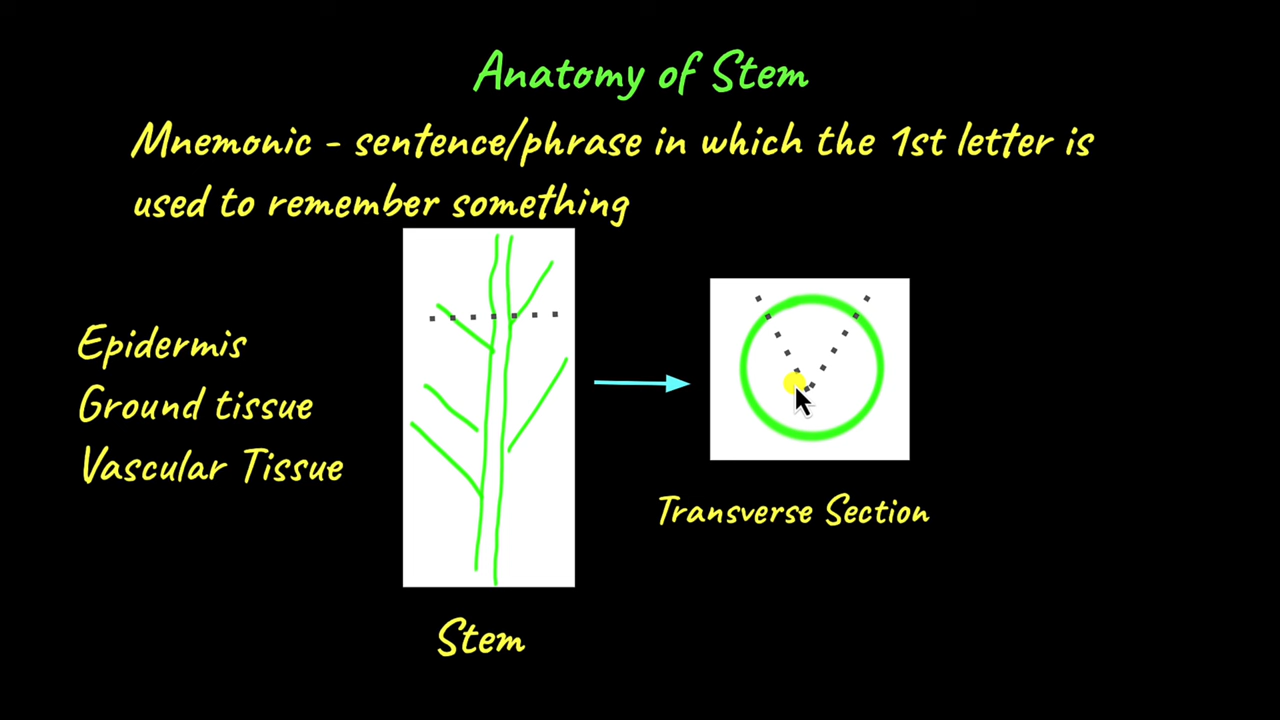 Anatomy of Stem
Mnemonic - sentence/phrase in which the 1st letter is
used to remember something
Epidermis
Ground tissue
Vascular Tissue
Transverse Section
Stem